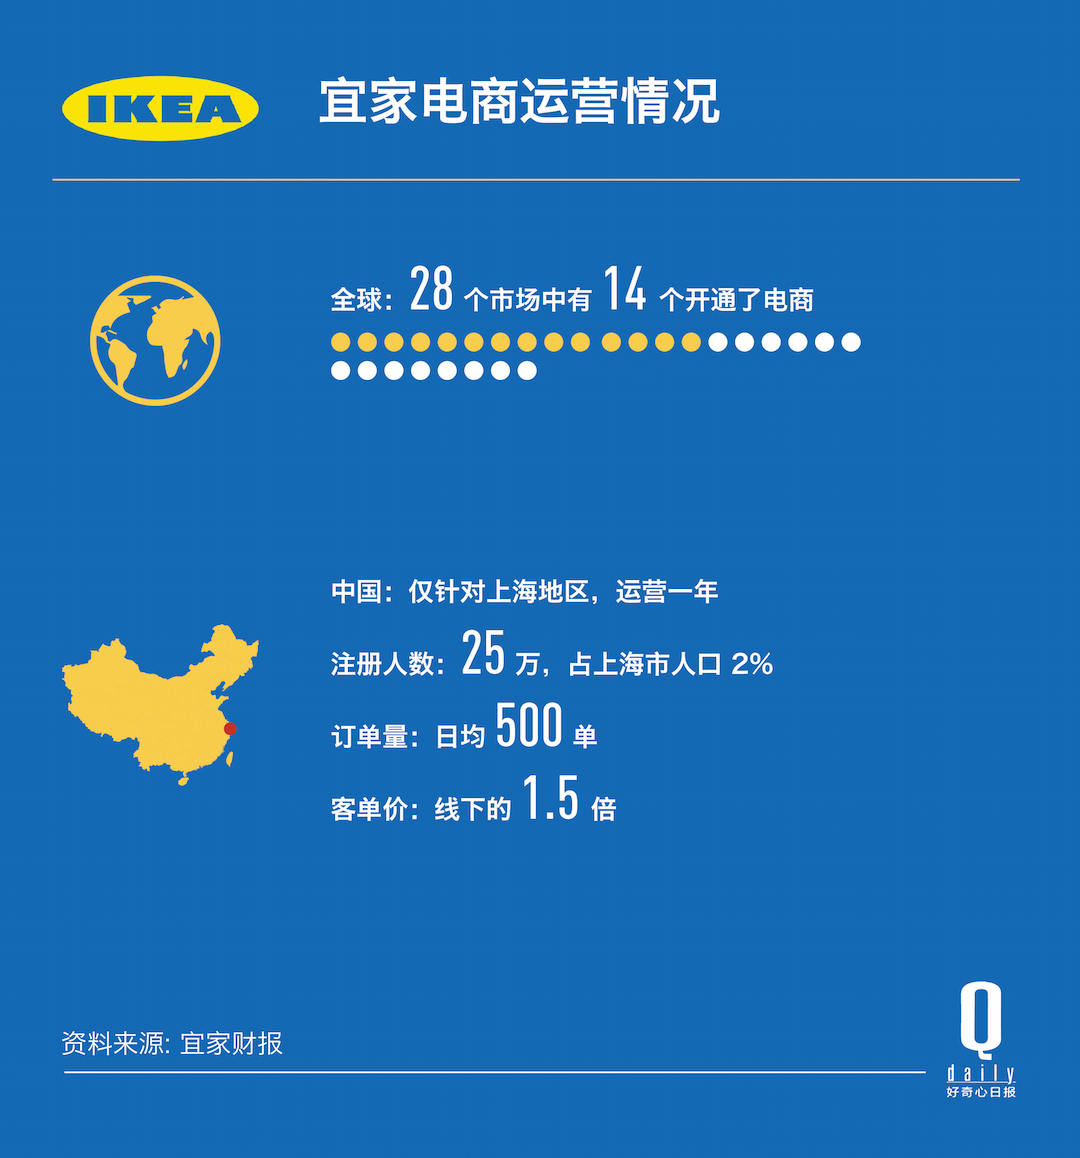 IKEA
宜家电商运营情况
全球：28 个市场中有 14 个开通了电商
中国：仅针对上海地区，运营一年
注册人数：25 万，占上海市人口 2%
订单量：日均 500 单
客单价：线下的 1.5 倍
资料来源: 宜家财报
Q
daily
好奇心日报